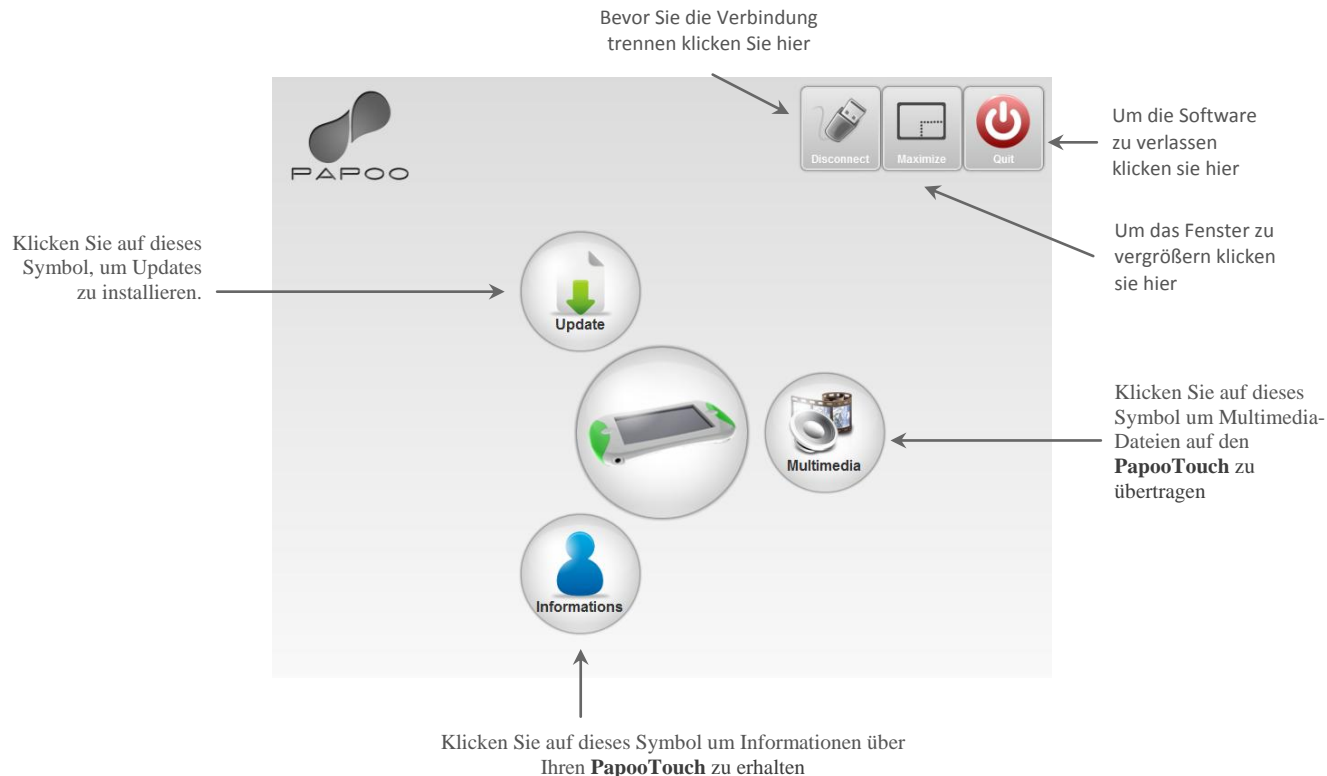 Bevor Sie die Verbindung
trennen klicken Sie hier
PAPOO
Disconnect
Maximize
Quit
Um die Software
zu verlassen
klicken sie hier
Um das Fenster zu
vergrößern klicken
sie hier
Klicken Sie auf dieses
Symbol, um Updates
zu installieren.
Update
Multimedia
Klicken Sie auf dieses
Symbol um Multimedia-
Dateien auf den
PapooTouch zu
übertragen
Informations
Klicken Sie auf dieses Symbol um Informationen über
Ihren PapooTouch zu erhalten